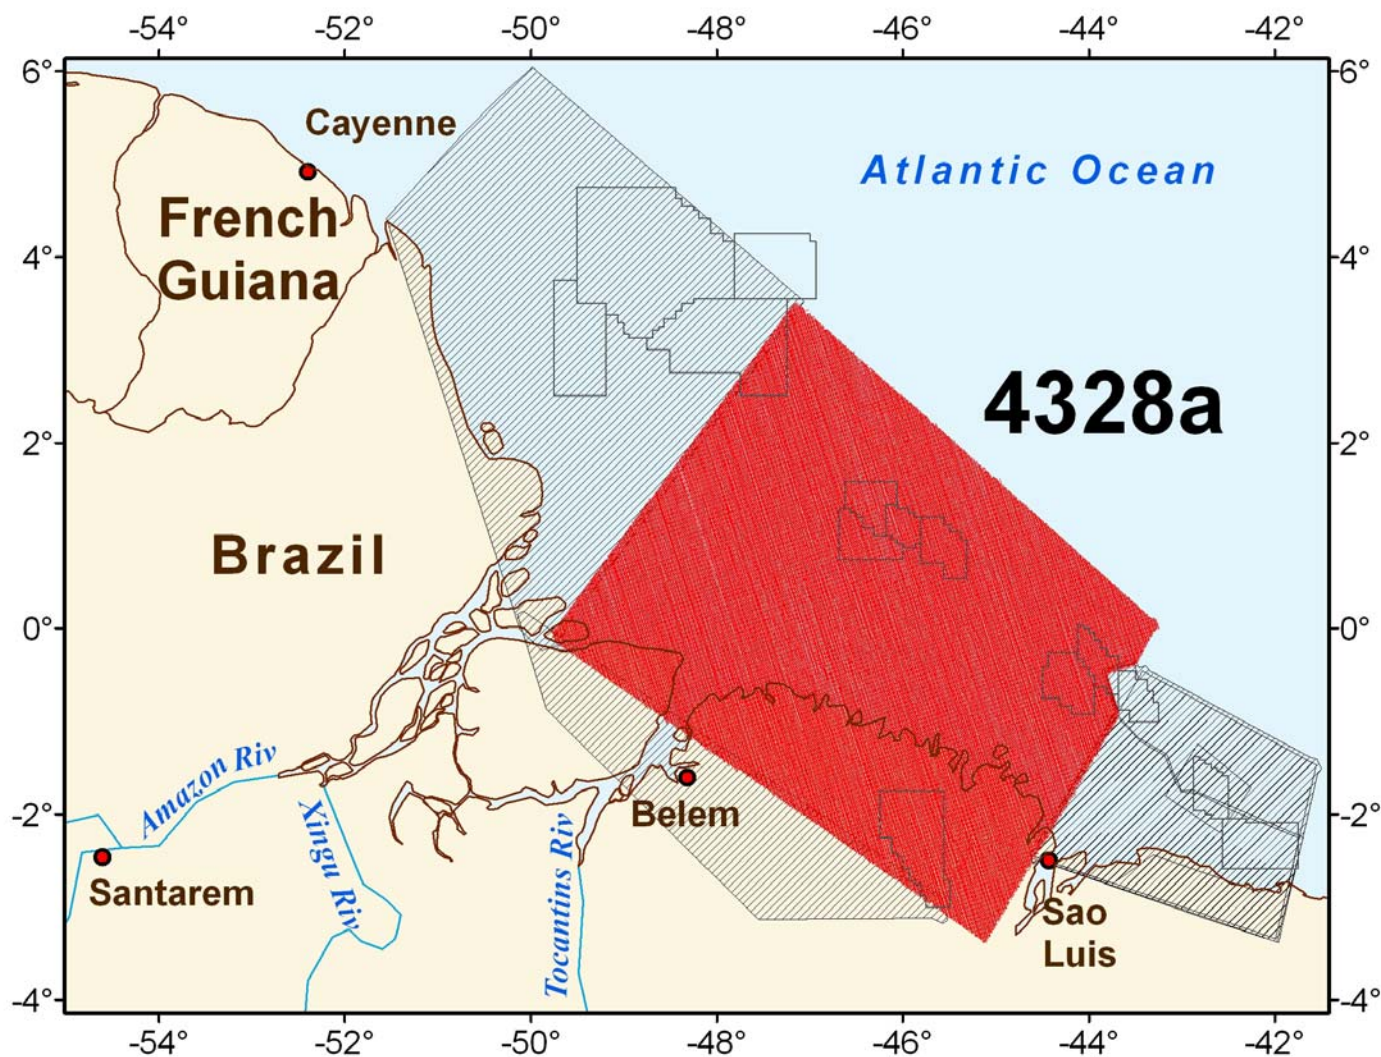 -54° -52° -50° -48° -46° -44° -42°
6° 6°
Cayenne
Atlantic Ocean
French
Guiana
4° 4°
4328a
2° 2°
Brazil
0° 0°
Amazon Riv
Xingu Riv
Tocantins Riv
Belem
-2° -2°
Santarem
Sao
Luis
-4° -4°
-54° -52° -50° -48° -46° -44° -42°